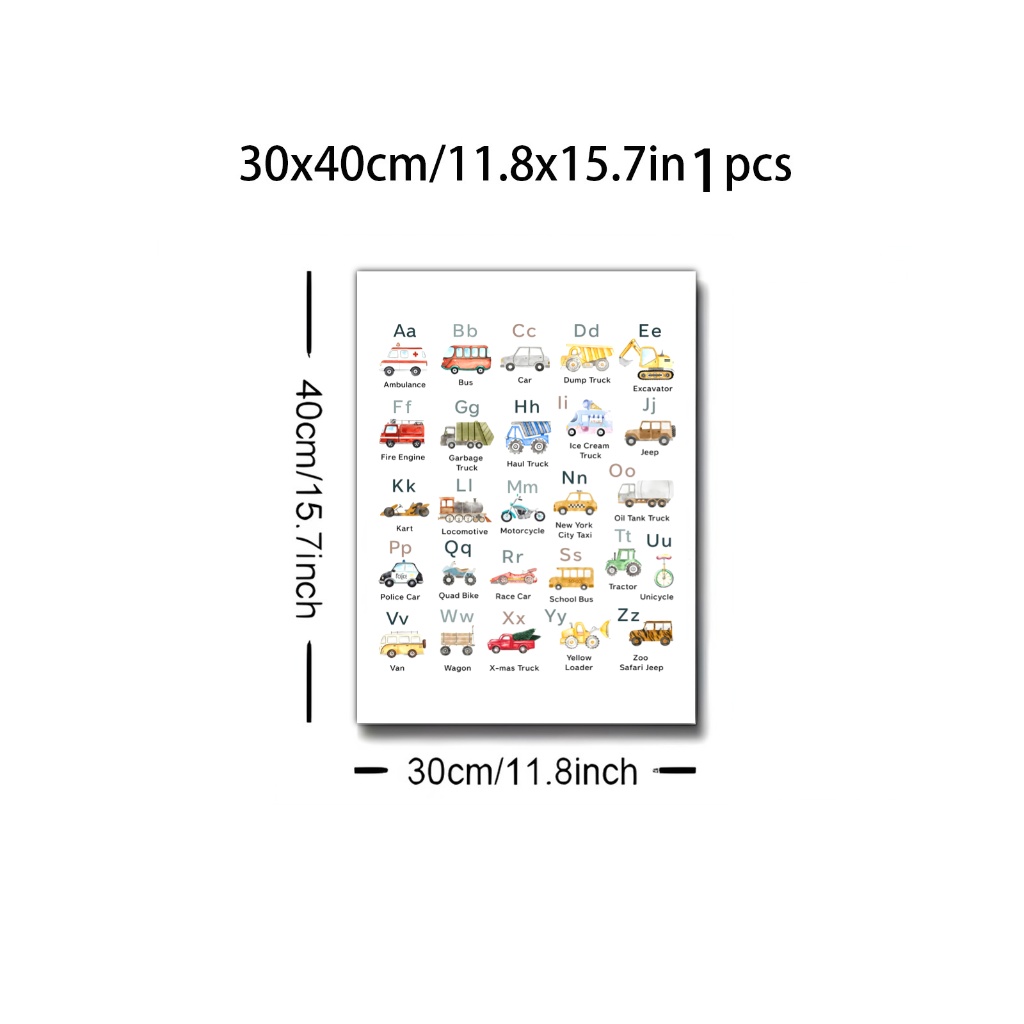 30x40cm/11.8x15.7in 1pcs
40cm/15.7inch
Aa Bb Cc Dd Ee
Ambulance Bus Car Dump Truck Excavator
Ff Gg Hh Ii Jj
Fire Engine Garbage Truck Haul Truck Ice Cream Truck Jeep
Kk Ll Mm Nn Oo
Kart Locomotive Motorcycle New York City Taxi Oil Tank Truck
Pp Qq Rr Ss Tt Uu
Police Car Quad Bike Race Car School Bus Tractor Unicycle
Vv Ww Xx Yy Zz
Van Wagon X-mas Truck Yellow Loader Zoo Safari Jeep
30cm/11.8inch